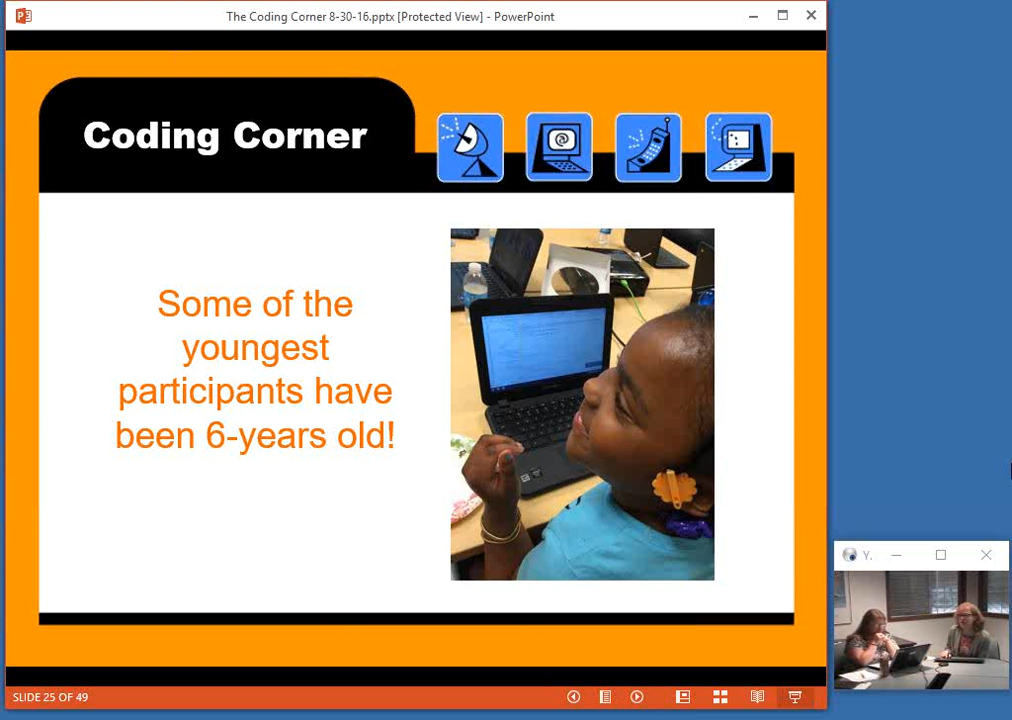 The Coding Corner 8-30-16.pptx [Protected View] - PowerPoint
Coding Corner
@
Some of the
youngest
participants have
been 6-years old!
Y.
SLIDE 25 OF 49